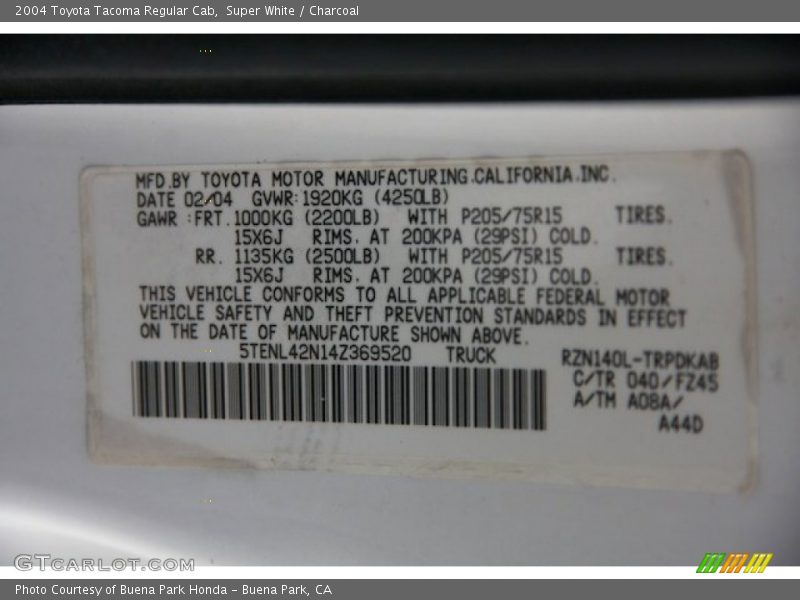 2004 Toyota Tacoma Regular Cab, Super White / Charcoal
MFD.BY TOYOTA MOTOR MANUFACTURING.CALIFORNIA.INC.
DATE 02/04 GVWR:1920KG (4250LB)
GAWR :FRT.1000KG (2200LB) WITH P205/75R15 TIRES.
15X6J RIMS. AT 200KPA (29PSI) COLD.
RR. 1135KG (2500LB) WITH P205/75R15 TIRES.
15X6J RIMS. AT 200KPA (29PSI) COLD.
THIS VEHICLE CONFORMS TO ALL APPLICABLE FEDERAL MOTOR
VEHICLE SAFETY AND THEFT PREVENTION STANDARDS IN EFFECT
ON THE DATE OF MANUFACTURE SHOWN ABOVE.
5TENL42N14Z369520 TRUCK RZN140L-TRPDKAB
C/TR 040/FZ45
A/TM A08A/
A44D
GTCARLOT.COM
Photo Courtesy of Buena Park Honda - Buena Park, CA